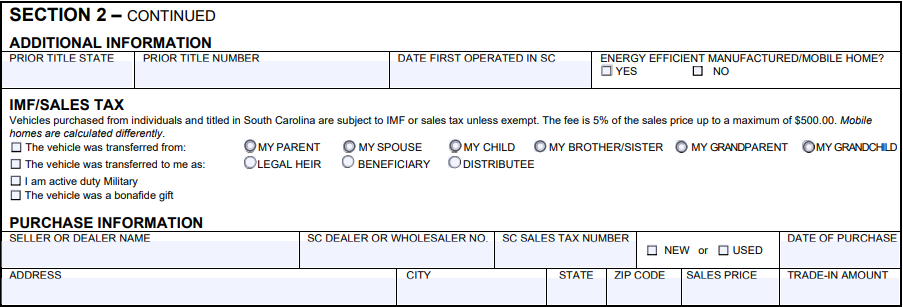 SECTION 2 – CONTINUED
ADDITIONAL INFORMATION
PRIOR TITLE STATE PRIOR TITLE NUMBER DATE FIRST OPERATED IN SC ENERGY EFFICIENT MANUFACTURED/MOBILE HOME?
YES NO
IMF/SALES TAX
Vehicles purchased from individuals and titled in South Carolina are subject to IMF or sales tax unless exempt. The fee is 5% of the sales price up to a maximum of $500.00. Mobile
homes are calculated differently.
The vehicle was transferred from: MY PARENT MY SPOUSE MY CHILD MY BROTHER/SISTER MY GRANDPARENT MY GRANDCHILD
The vehicle was transferred to me as: LEGAL HEIR BENEFICIARY DISTRIBUTEE
I am active duty Military
The vehicle was a bonafide gift
PURCHASE INFORMATION
SELLER OR DEALER NAME SC DEALER OR WHOLESALER NO. SC SALES TAX NUMBER NEW or USED DATE OF PURCHASE
ADDRESS CITY STATE ZIP CODE SALES PRICE TRADE-IN AMOUNT